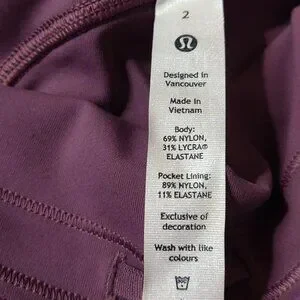 2
Designed in
Vancouver
Made in
Vietnam
Body:
69% NYLON,
31% LYCRA®
ELASTANE
Pocket Lining:
89% NYLON,
11% ELASTANE
Exclusive of
decoration
Wash with like
colours